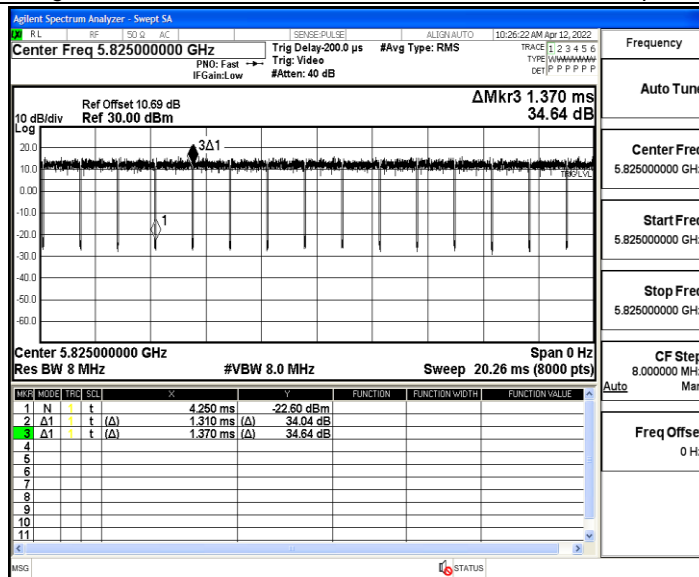 Agilent Spectrum Analyzer - Swept SA
RL RF 50 Ω AC SENSE:PULSE ALIGN AUTO 10:26:22 AM Apr 12, 2022
Center Freq 5.825000000 GHz
PNO: Fast
IFGain:Low
Trig Delay-200.0 µs
Trig: Video
#Atten: 40 dB
#Avg Type: RMS
TRACE 1 2 3 4 5 6
TYPE WWWWWW
DET P P P P P P
Ref Offset 10.69 dB
10 dB/div Ref 30.00 dBm
Log
ΔMkr3 1.370 ms
34.64 dB
20.0
10.0
0.00
-10.0
-20.0
-30.0
-40.0
-50.0
-60.0
3Δ1
1
TRIG LVL
Center 5.825000000 GHz Span 0 Hz
Res BW 8 MHz #VBW 8.0 MHz Sweep 20.26 ms (8000 pts)
MKR MODE TRC SCL X Y FUNCTION FUNCTION WIDTH FUNCTION VALUE
1 N t 4.250 ms -22.60 dBm
2 Δ1 t (Δ) 1.310 ms (Δ) 34.04 dB
3 Δ1 t (Δ) 1.370 ms (Δ) 34.64 dB
4
5
6
7
8
9
10
11
MSG STATUS
Frequency
Auto Tune
Center Freq
5.825000000 GHz
Start Freq
5.825000000 GHz
Stop Freq
5.825000000 GHz
CF Step
8.000000 MHz
Auto Man
Freq Offset
0 Hz